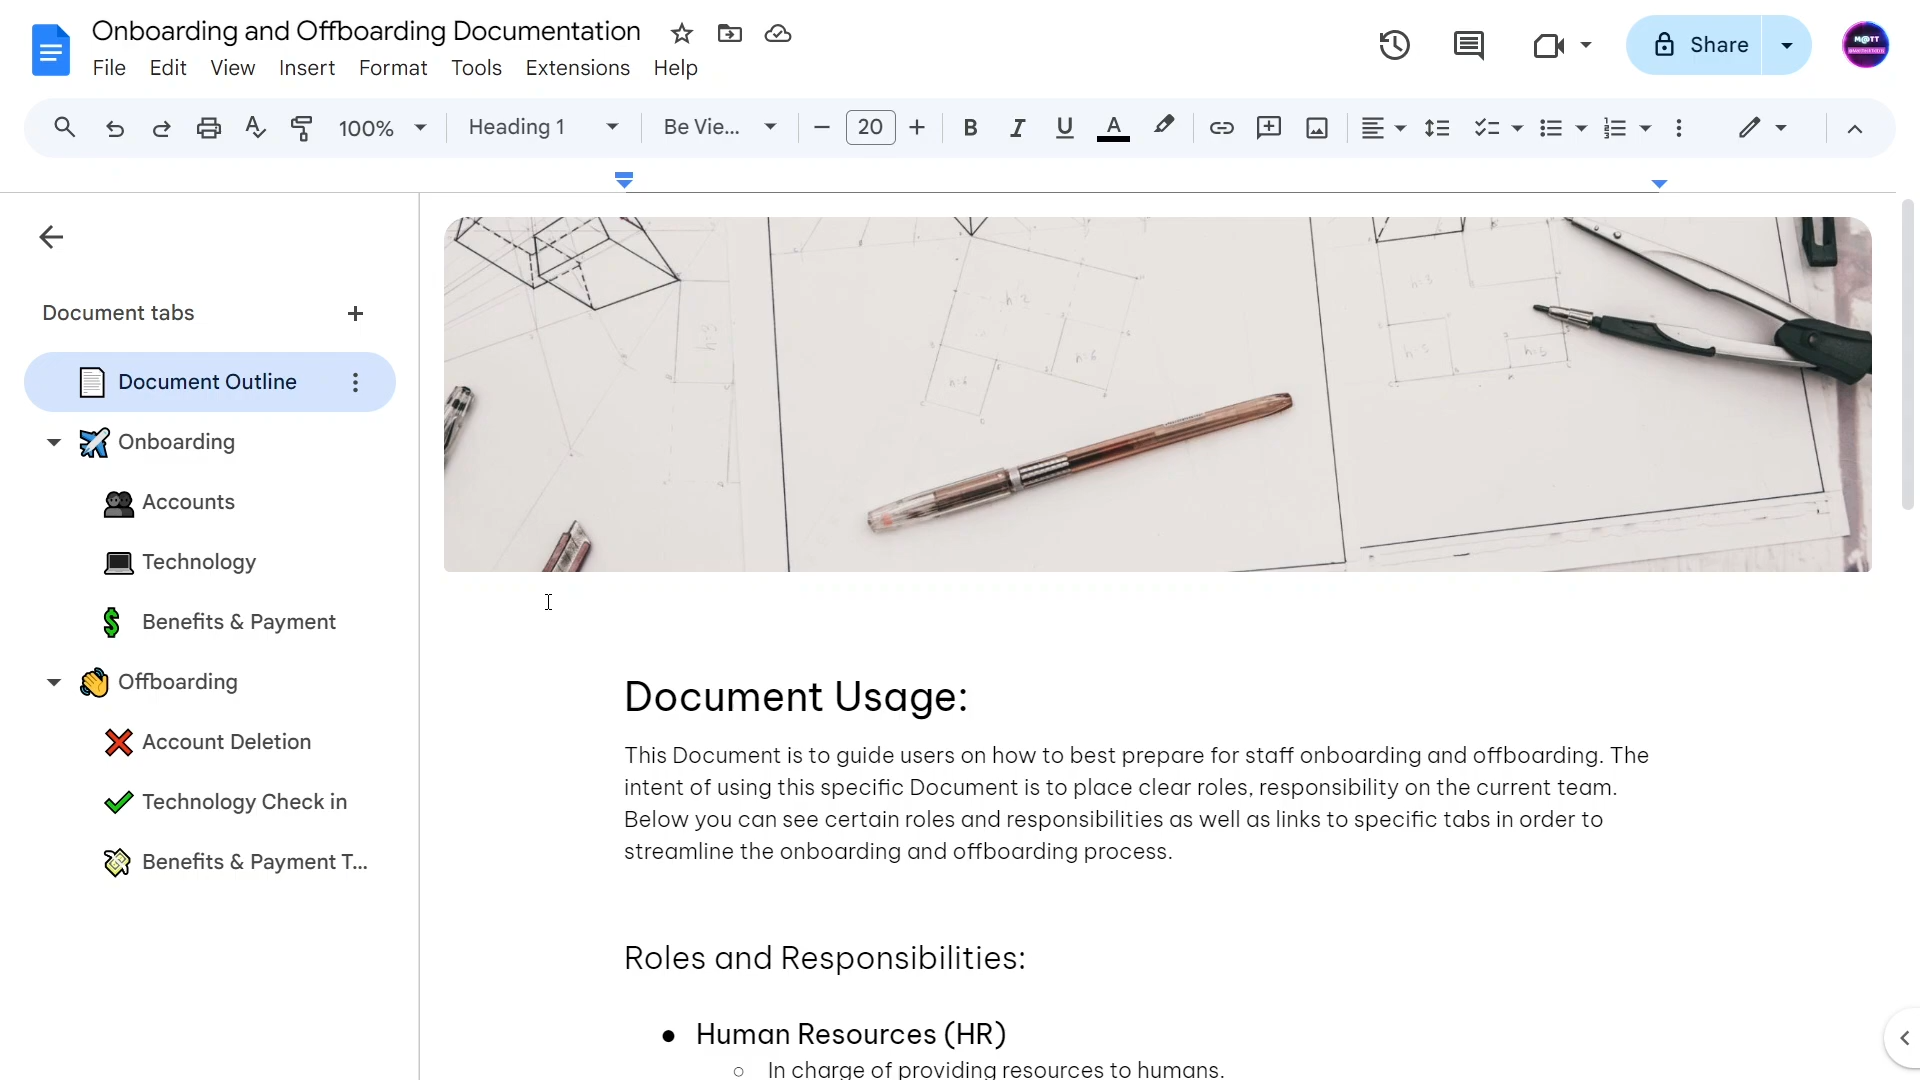 Onboarding and Offboarding Documentation
File Edit View Insert Format Tools Extensions Help
Share
M@TT
100% Heading 1 Be Vie... 20 B I U A
Document tabs
Document Outline
Onboarding
Accounts
Technology
Benefits & Payment
Offboarding
Account Deletion
Technology Check in
Benefits & Payment T...
Document Usage:
This Document is to guide users on how to best prepare for staff onboarding and offboarding. The
intent of using this specific Document is to place clear roles, responsibility on the current team.
Below you can see certain roles and responsibilities as well as links to specific tabs in order to
streamline the onboarding and offboarding process.
Roles and Responsibilities:
● Human Resources (HR)
○ In charge of providing resources to humans.